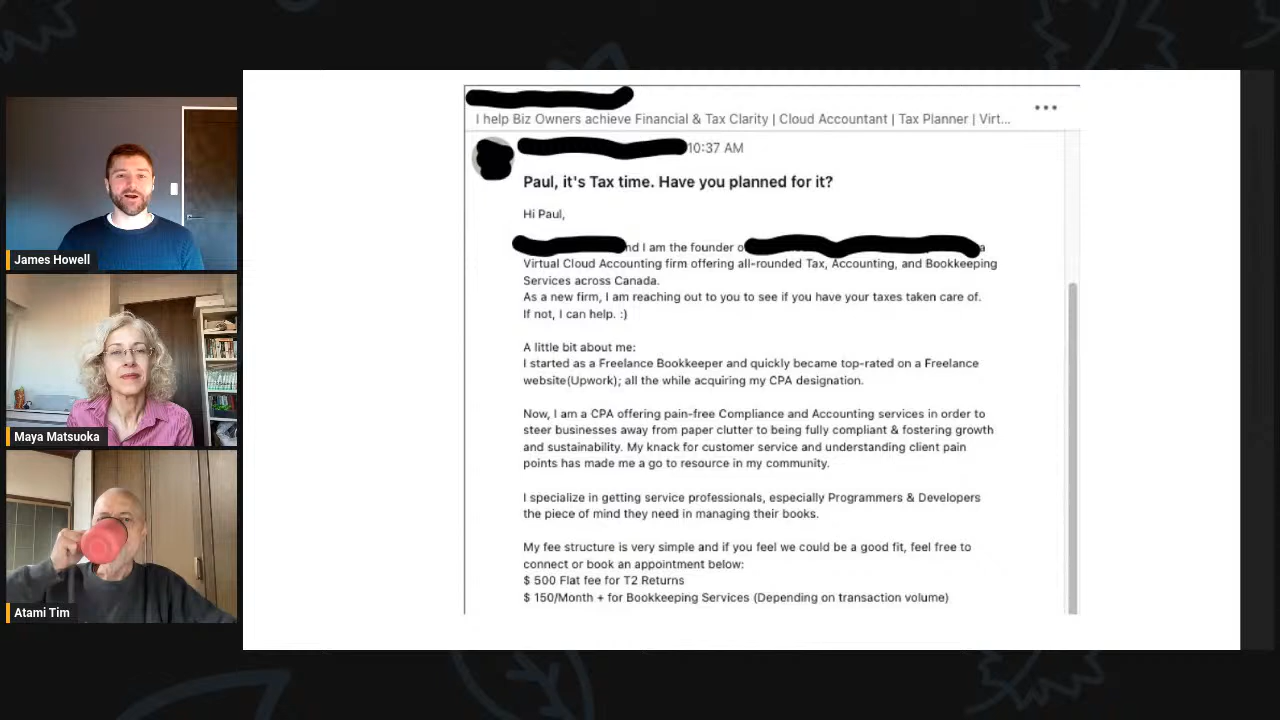 James Howell
Maya Matsuoka
Atami Tim
I help Biz Owners achieve Financial & Tax Clarity | Cloud Accountant | Tax Planner | Virt...
10:37 AM
Paul, it's Tax time. Have you planned for it?
Hi Paul,
nd I am the founder o a
Virtual Cloud Accounting firm offering all-rounded Tax, Accounting, and Bookkeeping
Services across Canada.
As a new firm, I am reaching out to you to see if you have your taxes taken care of.
If not, I can help. :)
A little bit about me:
I started as a Freelance Bookkeeper and quickly became top-rated on a Freelance
website(Upwork); all the while acquiring my CPA designation.
Now, I am a CPA offering pain-free Compliance and Accounting services in order to
steer businesses away from paper clutter to being fully compliant & fostering growth
and sustainability. My knack for customer service and understanding client pain
points has made me a go to resource in my community.
I specialize in getting service professionals, especially Programmers & Developers
the piece of mind they need in managing their books.
My fee structure is very simple and if you feel we could be a good fit, feel free to
connect or book an appointment below:
$ 500 Flat fee for T2 Returns
$ 150/Month + for Bookkeeping Services (Depending on transaction volume)